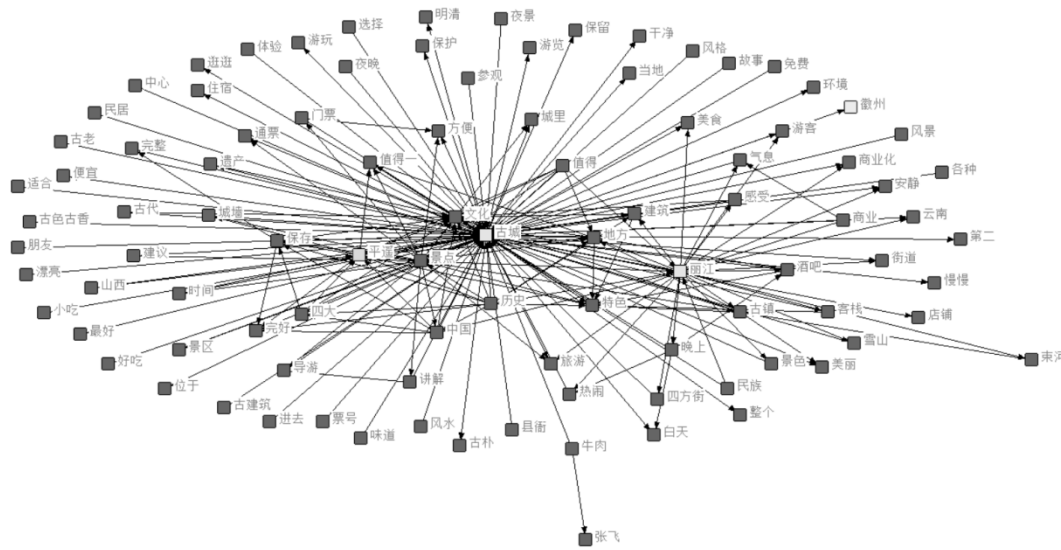 明清
夜景
选择
保留
干净
游玩
保护
游览
体验
风格
逛逛
夜晚
故事
免费
参观
当地
中心
住宿
环境
徽州
民居
门票
城里
美食
方便
游客
风景
古老
通票
完整
值得一
气息
商业化
遗产
值得
各种
便宜
适合
安静
感受
古代
城墙
文化
建筑
云南
古色古香
商业
古城
地方
第二
保存
朋友
建议
平遥
景点
街道
漂亮
丽江
酒吧
慢慢
山西
时间
历史
特色
小吃
四大
古镇
客栈
店铺
最好
完好
中国
雪山
景区
晚上
好吃
导游
旅游
景色
美丽
讲解
位于
热闹
民族
四方街
古建筑
整个
进去
票号
风水
县衙
味道
白天
古朴
牛肉
张飞